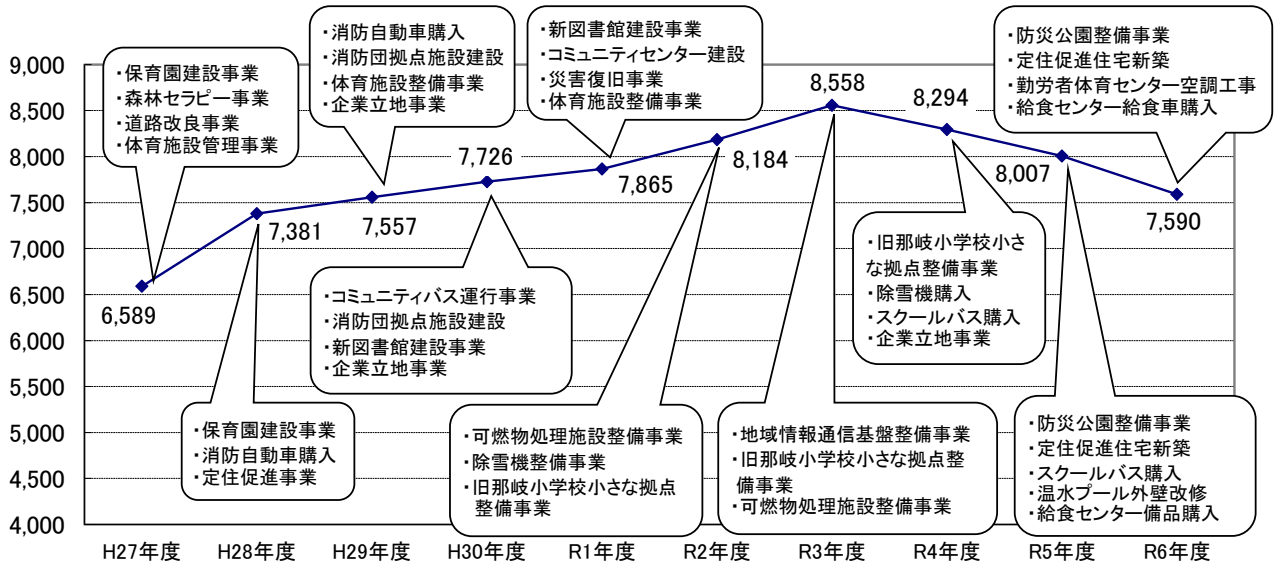 ・保育園建設事業
・森林セラピー事業
・道路改良事業
・体育施設管理事業
・消防自動車購入
・消防団拠点施設建設
・体育施設整備事業
・企業立地事業
・新図書館建設事業
・コミュニティセンター建設
・災害復旧事業
・体育施設整備事業
・防災公園整備事業
・定住促進住宅新築
・勤労者体育センター空調工事
・給食センター給食車購入
9,000
8,500
8,000
7,500
7,000
6,500
6,000
5,500
5,000
4,500
4,000
6,589
7,381
7,557
7,726
7,865
8,184
8,558
8,294
8,007
7,590
・コミュニティバス運行事業
・消防団拠点施設建設
・新図書館建設事業
・企業立地事業
・旧那岐小学校小さ
な拠点整備事業
・除雪機購入
・スクールバス購入
・企業立地事業
・保育園建設事業
・消防自動車購入
・定住促進事業
・可燃物処理施設整備事業
・除雪機整備事業
・旧那岐小学校小さな拠点
整備事業
・地域情報通信基盤整備事業
・旧那岐小学校小さな拠点整
備事業
・可燃物処理施設整備事業
・防災公園整備事業
・定住促進住宅新築
・スクールバス購入
・温水プール外壁改修
・給食センター備品購入
H27年度
H28年度
H29年度
H30年度
R1年度
R2年度
R3年度
R4年度
R5年度
R6年度